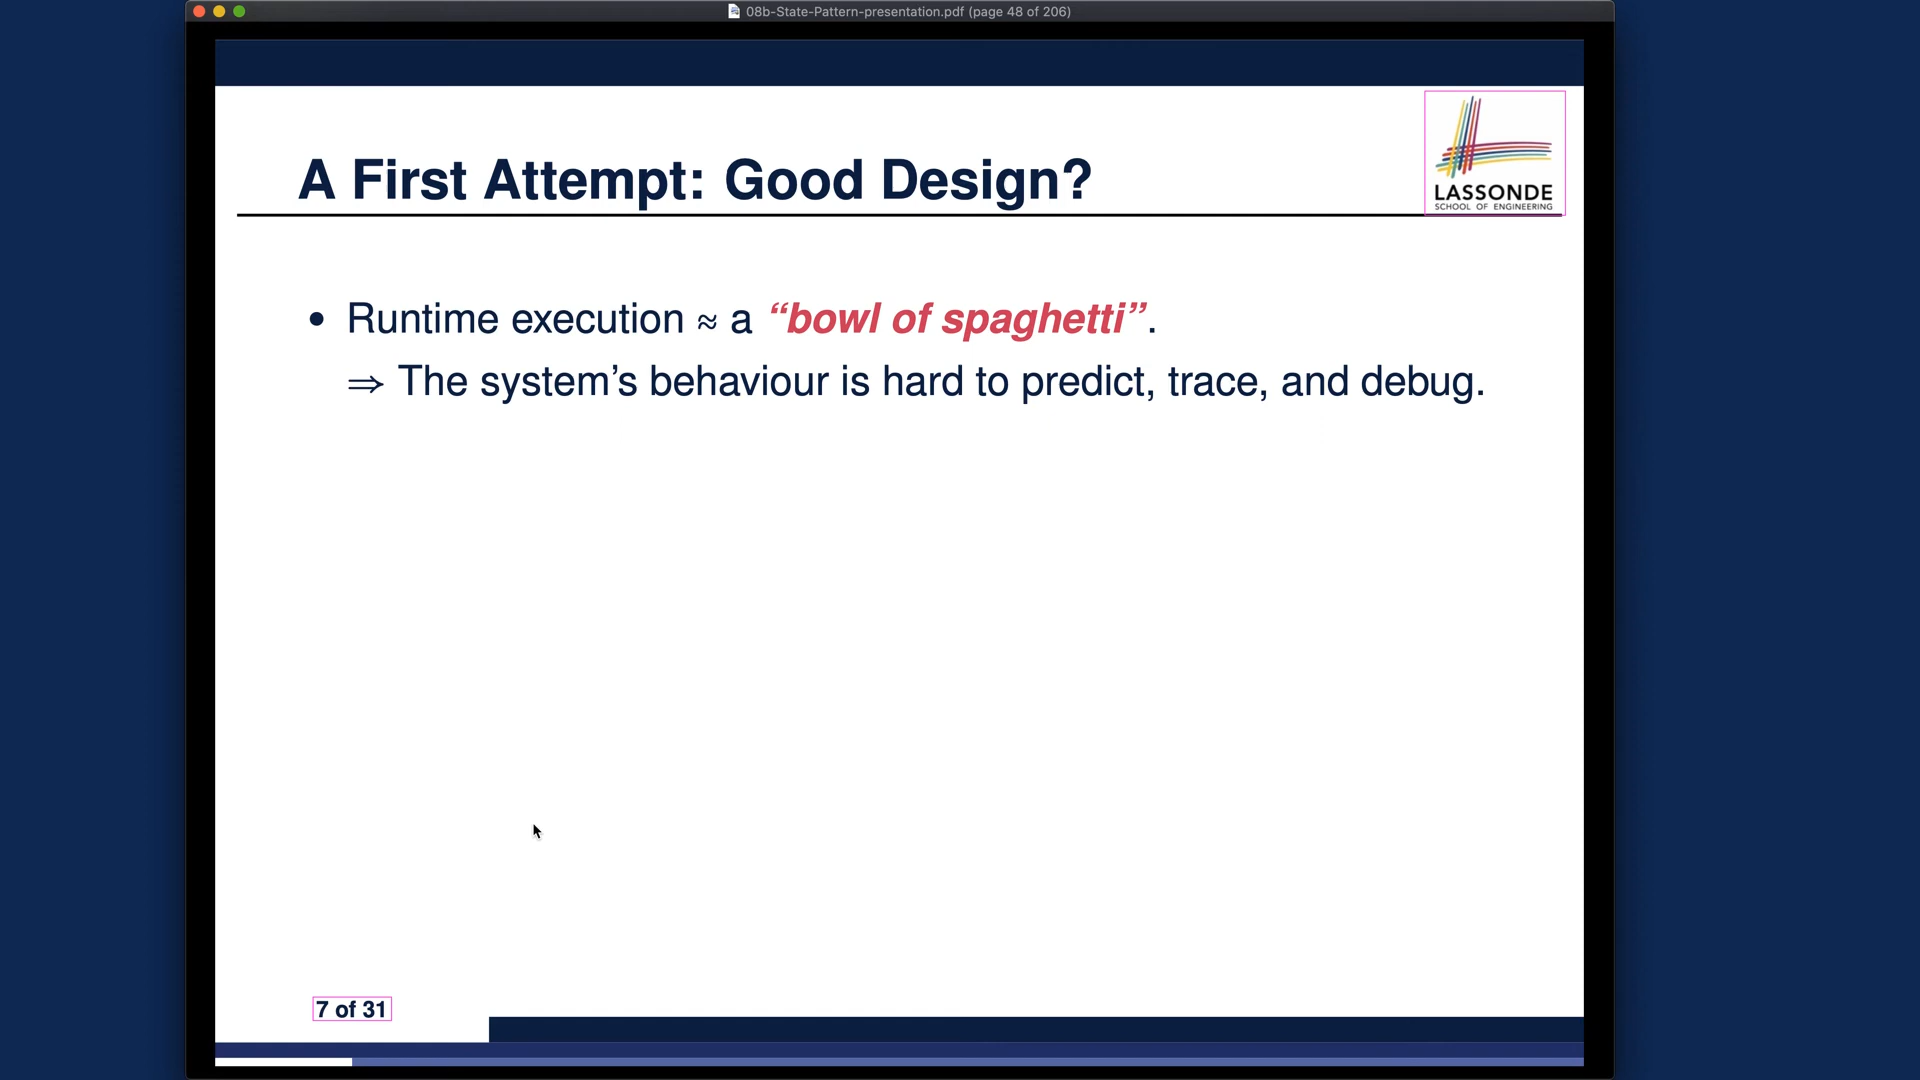 08b-State-Pattern-presentation.pdf (page 48 of 206)
LASSONDE
SCHOOL OF ENGINEERING
A First Attempt: Good Design?
• Runtime execution ≈ a “bowl of spaghetti”.
⇒ The system’s behaviour is hard to predict, trace, and debug.
7 of 31